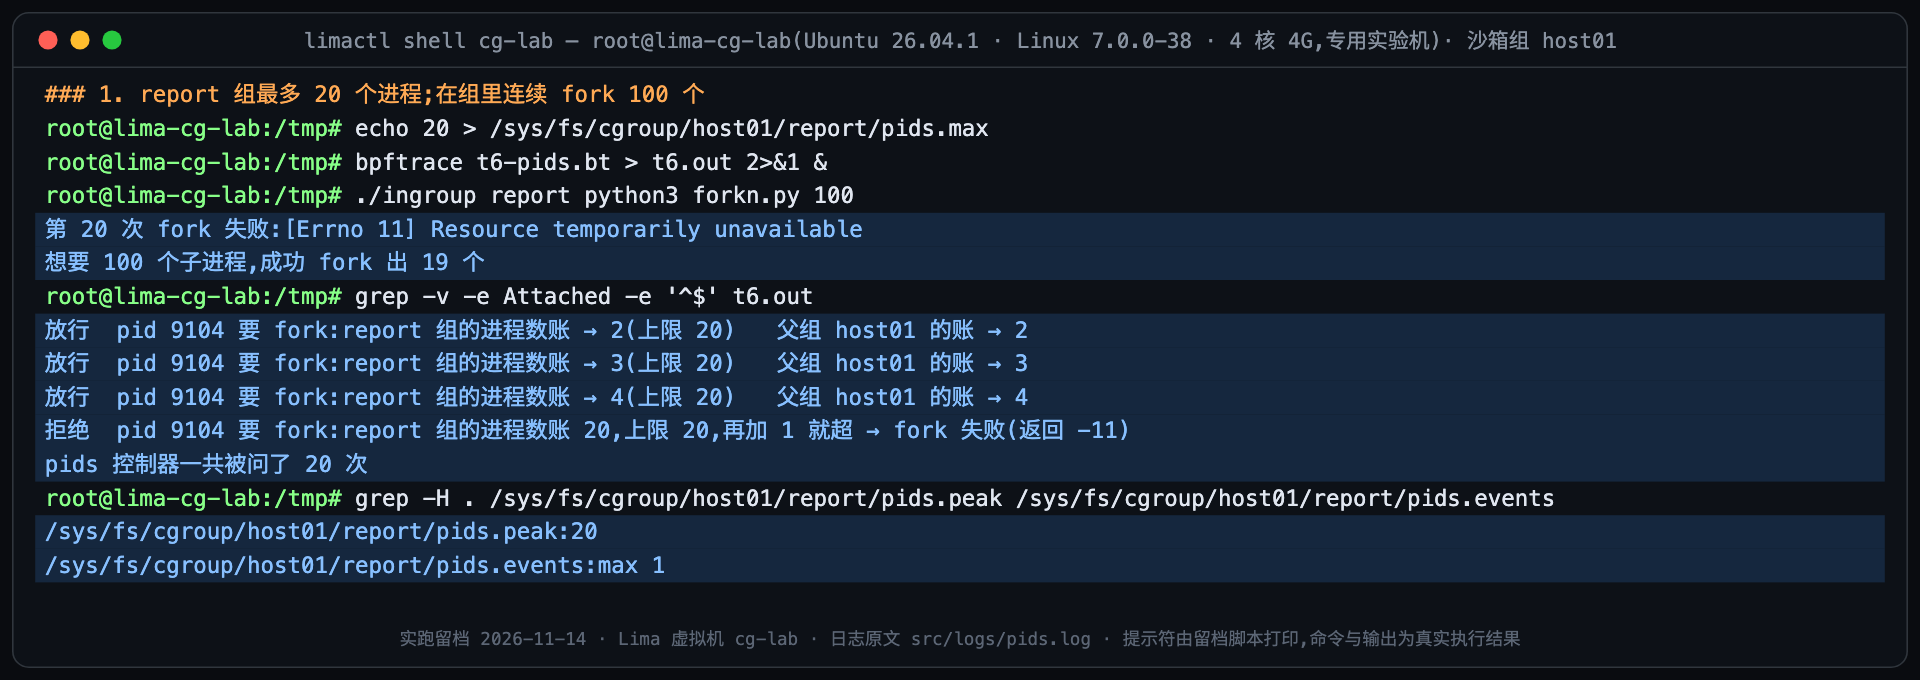 limactl shell cg-lab — root@lima-cg-lab(Ubuntu 26.04.1 · Linux 7.0.0-38 · 4 核 4G,专用实验机)· 沙箱组 host01
### 1. report 组最多 20 个进程;在组里连续 fork 100 个
root@lima-cg-lab:/tmp# echo 20 > /sys/fs/cgroup/host01/report/pids.max
root@lima-cg-lab:/tmp# bpftrace t6-pids.bt > t6.out 2>&1 &
root@lima-cg-lab:/tmp# ./ingroup report python3 forkn.py 100
第 20 次 fork 失败:[Errno 11] Resource temporarily unavailable
想要 100 个子进程,成功 fork 出 19 个
root@lima-cg-lab:/tmp# grep -v -e Attached -e '^$' t6.out
放行  pid 9104 要 fork:report 组的进程数账 → 2(上限 20)   父组 host01 的账 → 2
放行  pid 9104 要 fork:report 组的进程数账 → 3(上限 20)   父组 host01 的账 → 3
放行  pid 9104 要 fork:report 组的进程数账 → 4(上限 20)   父组 host01 的账 → 4
拒绝  pid 9104 要 fork:report 组的进程数账 20,上限 20,再加 1 就超 → fork 失败(返回 -11)
pids 控制器一共被问了 20 次
root@lima-cg-lab:/tmp# grep -H . /sys/fs/cgroup/host01/report/pids.peak /sys/fs/cgroup/host01/report/pids.events
/sys/fs/cgroup/host01/report/pids.peak:20
/sys/fs/cgroup/host01/report/pids.events:max 1
实跑留档 2026-11-14 · Lima 虚拟机 cg-lab · 日志原文 src/logs/pids.log · 提示符由留档脚本打印,命令与输出为真实执行结果